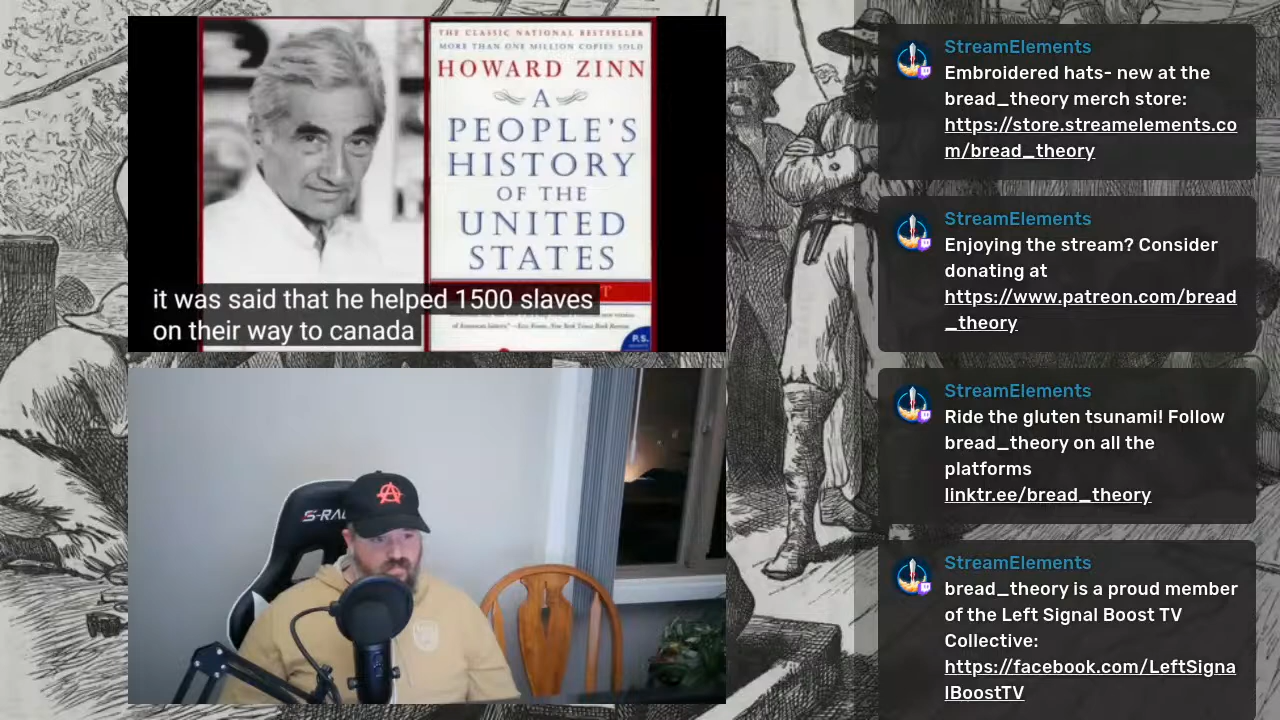 THE CLASSIC NATIONAL BESTSELLER
MORE THAN ONE MILLION COPIES SOLD
HOWARD ZINN
A
PEOPLE'S
HISTORY
OF THE
UNITED
STATES
it was said that he helped 1500 slaves
on their way to canada
P.S.
S-RAC
StreamElements
Embroidered hats- new at the
bread_theory merch store:
https://store.streamelements.co
m/bread_theory
StreamElements
Enjoying the stream? Consider
donating at
https://www.patreon.com/bread
_theory
StreamElements
Ride the gluten tsunami! Follow
bread_theory on all the
platforms
linktr.ee/bread_theory
StreamElements
bread_theory is a proud member
of the Left Signal Boost TV
Collective:
https://facebook.com/LeftSigna
lBoostTV